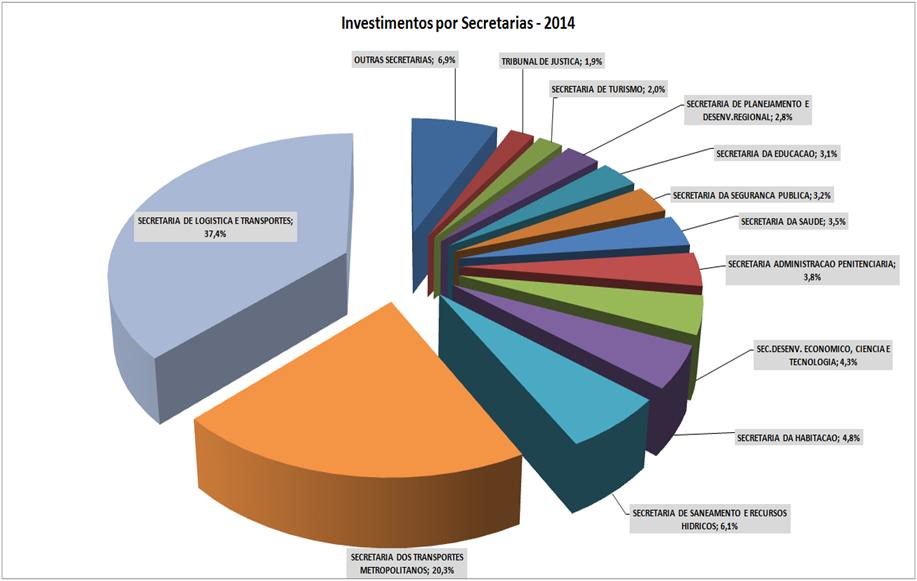 Investimentos por Secretarias - 2014
OUTRAS SECRETARIAS; 6,9%
TRIBUNAL DE JUSTICA; 1,9%
SECRETARIA DE TURISMO; 2,0%
SECRETARIA DE PLANEJAMENTO E
DESENV.REGIONAL; 2,8%
SECRETARIA DA EDUCACAO; 3,1%
SECRETARIA DA SEGURANCA PUBLICA; 3,2%
SECRETARIA DA SAUDE; 3,5%
SECRETARIA ADMINISTRACAO PENITENCIARIA;
3,8%
SEC.DESENV. ECONOMICO, CIENCIA E
TECNOLOGIA; 4,3%
SECRETARIA DA HABITACAO; 4,8%
SECRETARIA DE SANEAMENTO E RECURSOS
HIDRICOS; 6,1%
SECRETARIA DOS TRANSPORTES
METROPOLITANOS; 20,3%
SECRETARIA DE LOGISTICA E TRANSPORTES;
37,4%